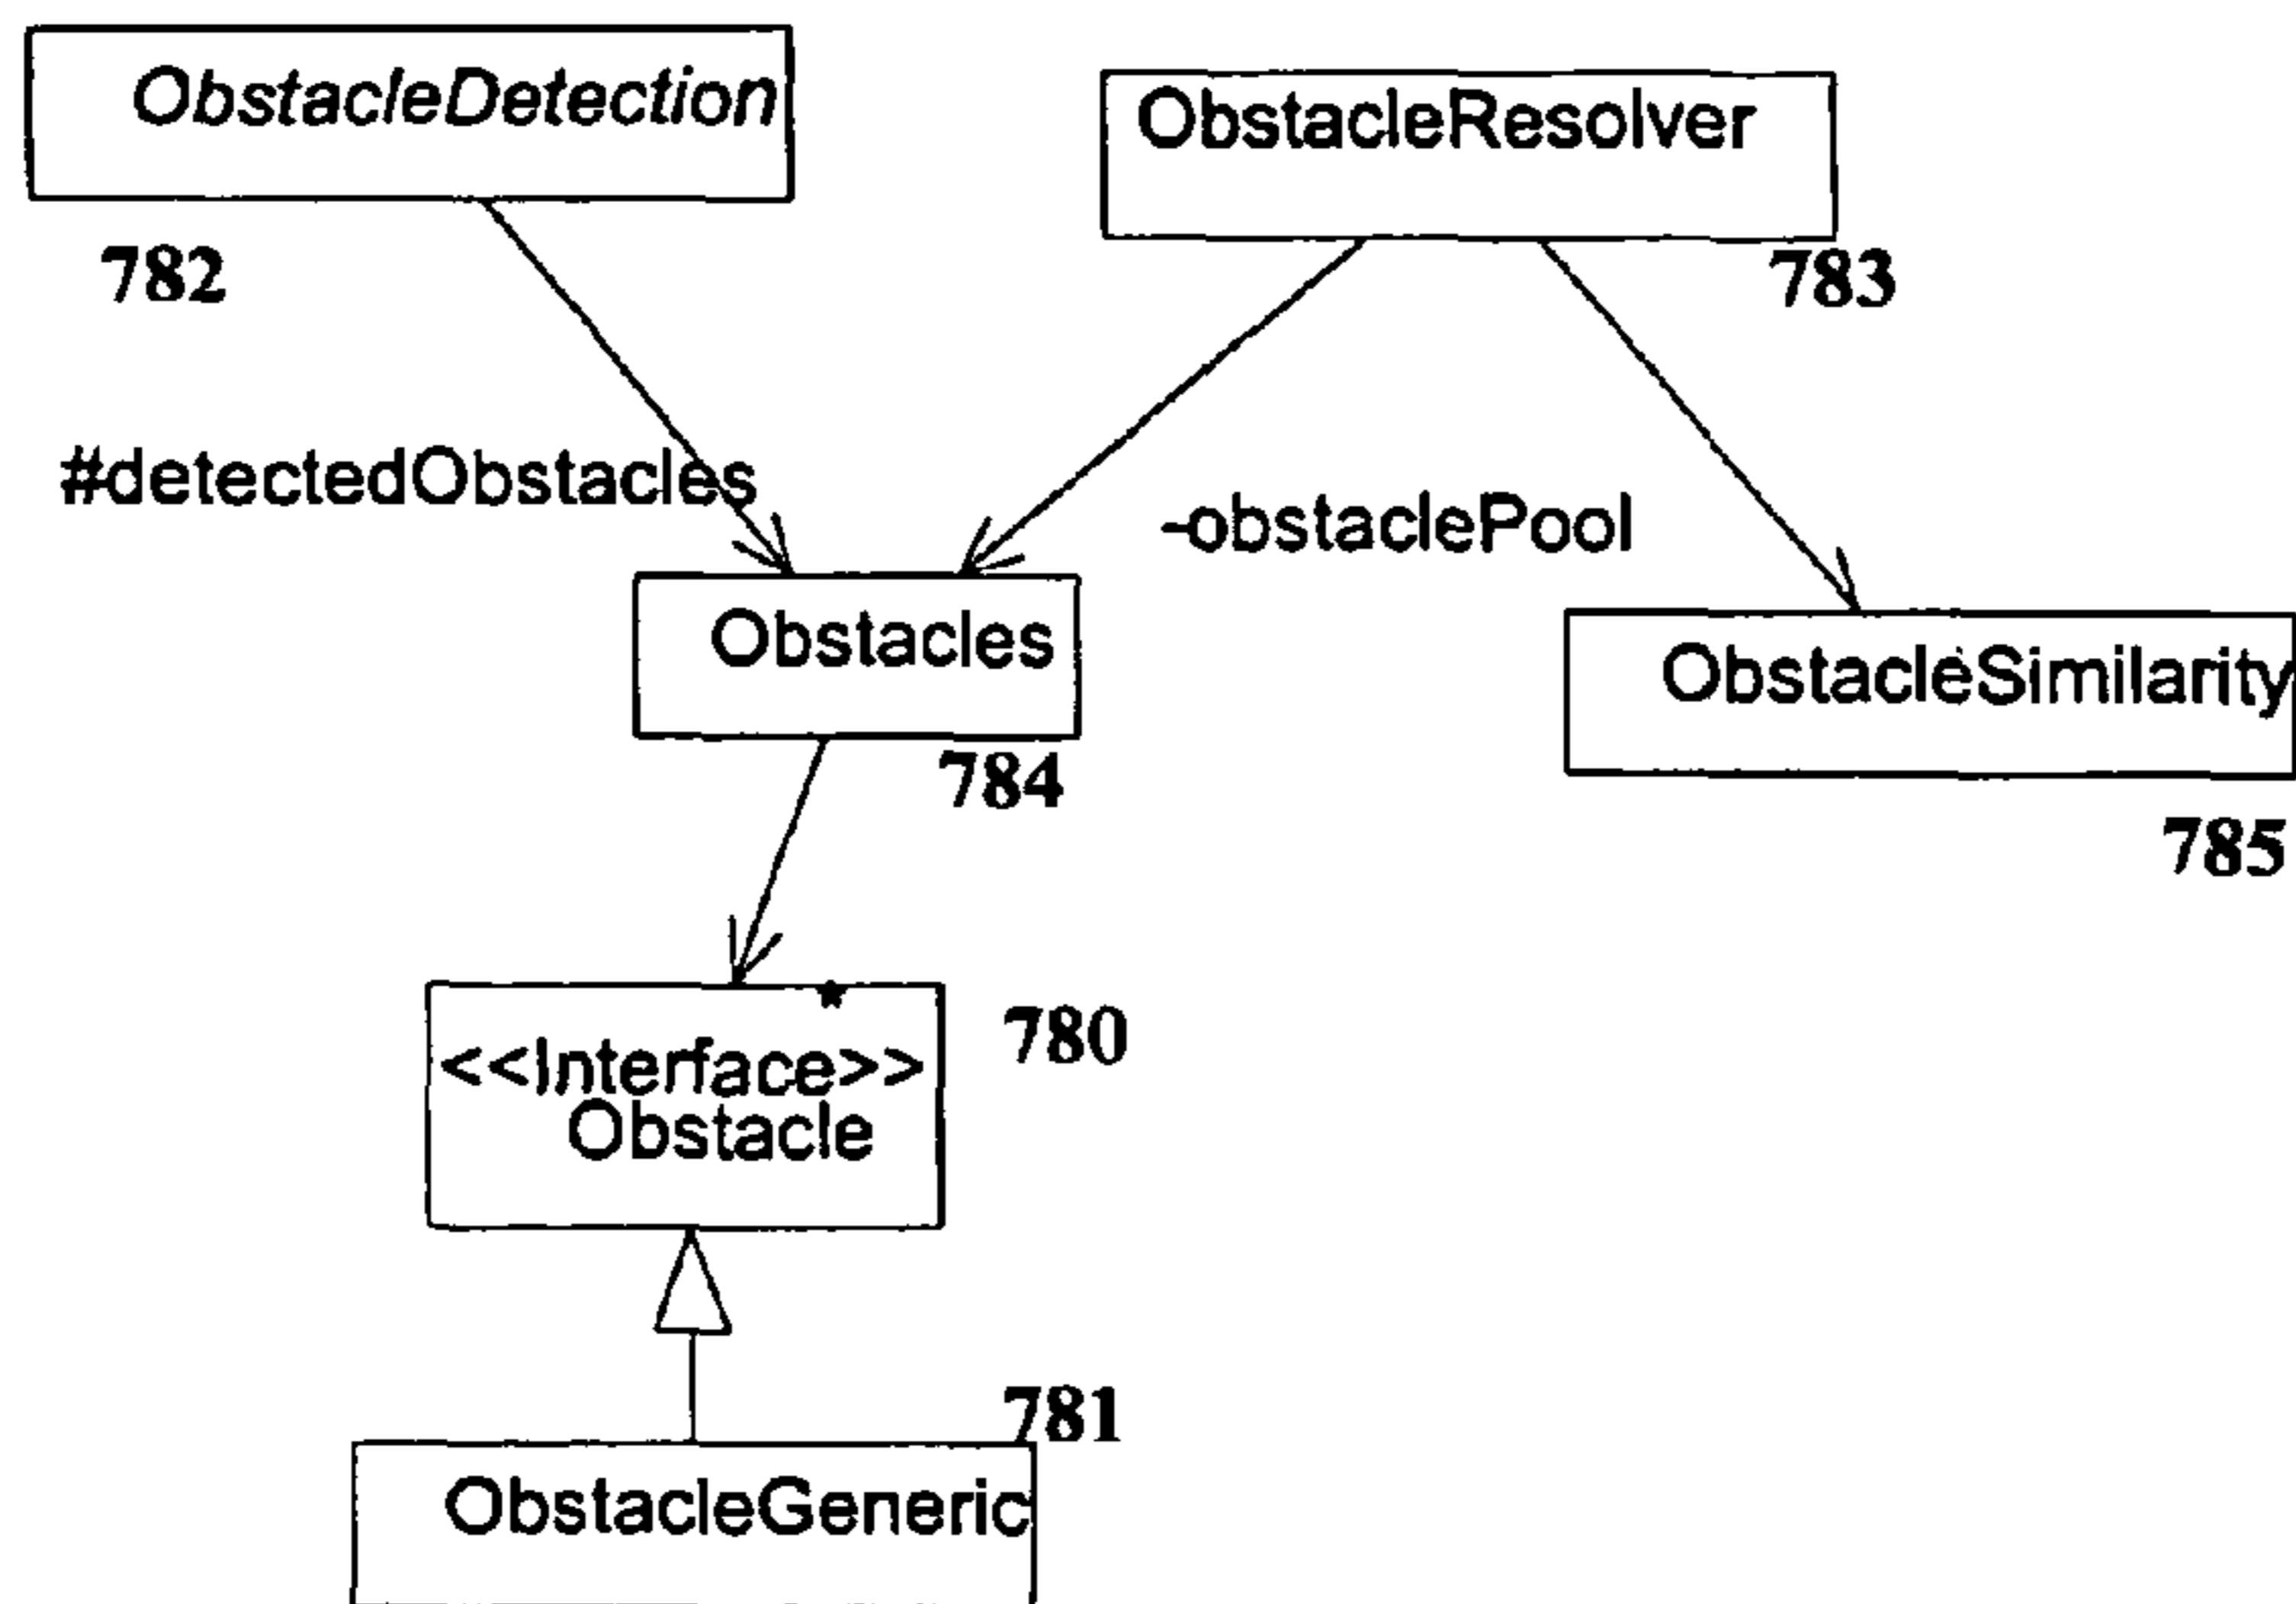 ObstacleDetection
ObstacleResolver
782
783
#detectedObstacles
-obstaclePool
Obstacles
ObstacleSimilarity
784
785
*
780
<<Interface>>
Obstacle
781
ObstacleGeneric